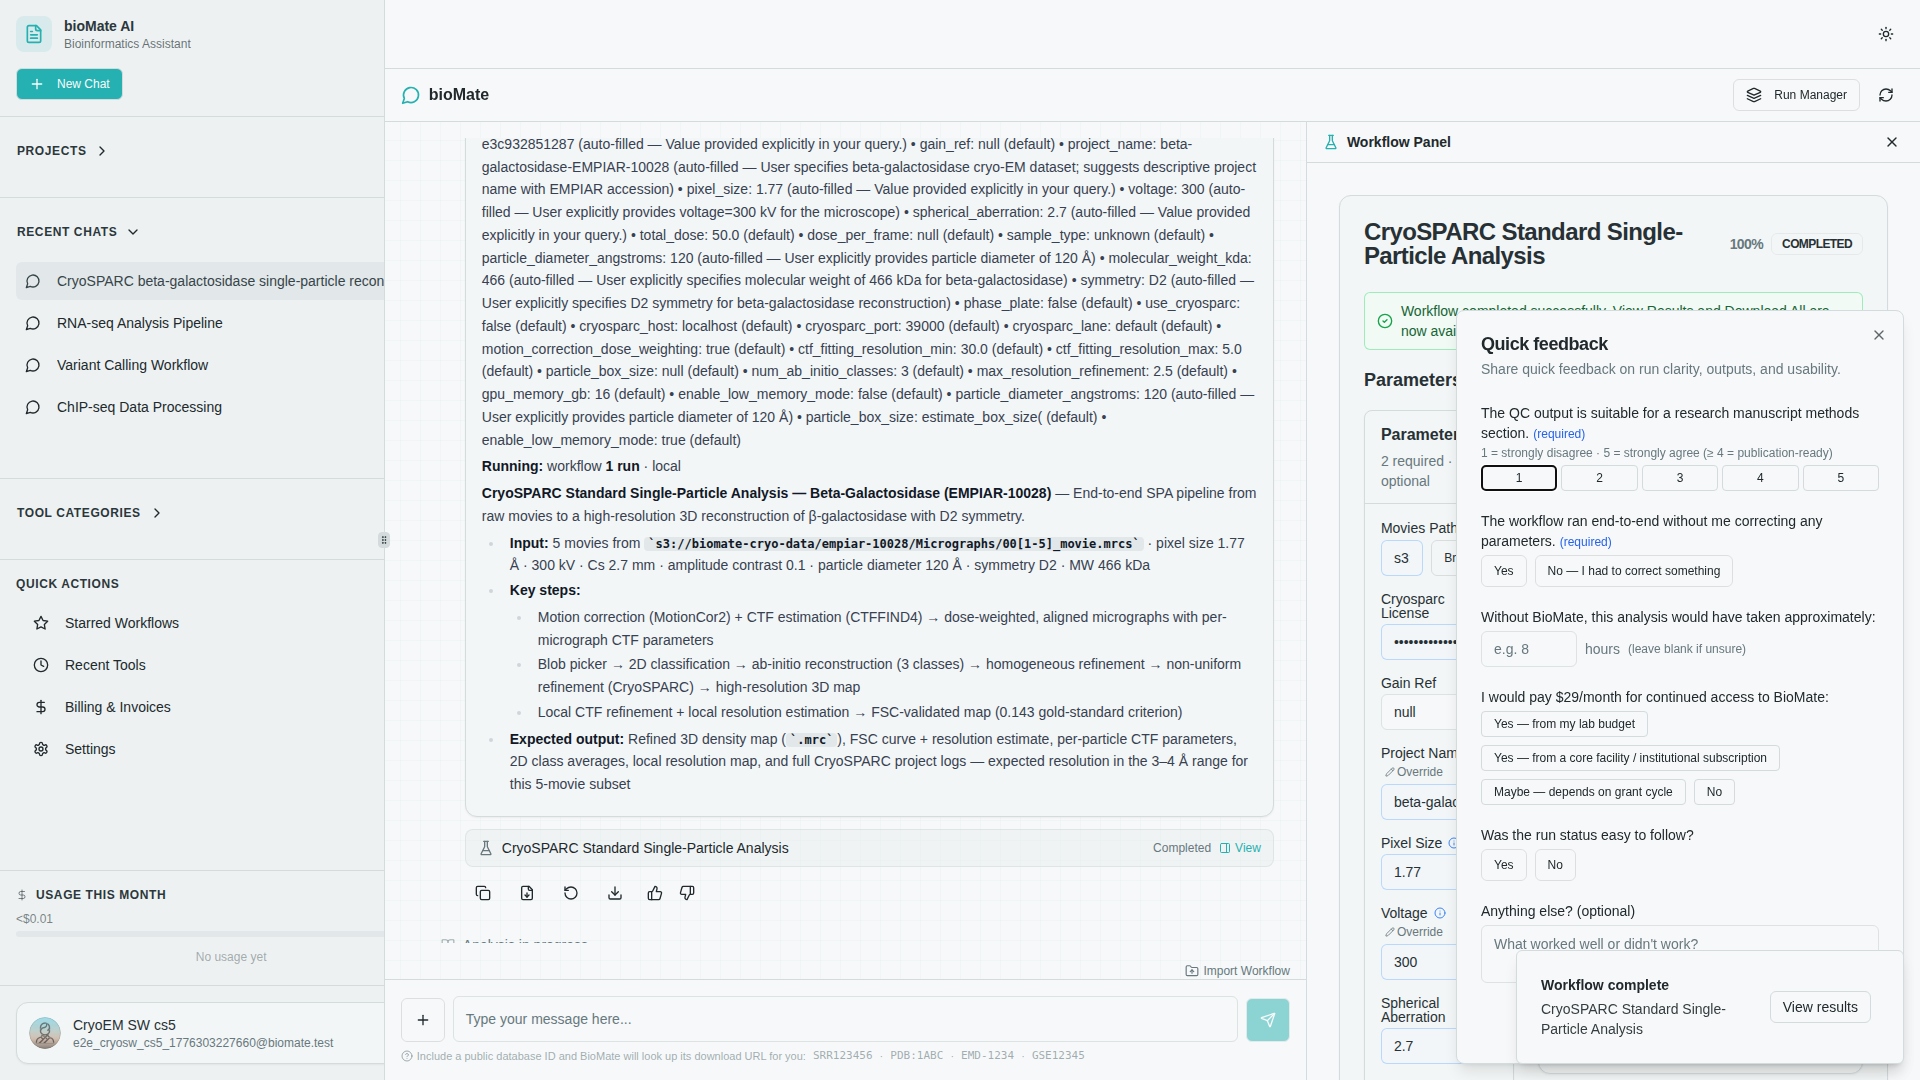 bioMate AI
Bioinformatics Assistant
New Chat
PROJECTS
RECENT CHATS
CryoSPARC beta-galactosidase single-particle recon
RNA-seq Analysis Pipeline
Variant Calling Workflow
ChIP-seq Data Processing
TOOL CATEGORIES
QUICK ACTIONS
Starred Workflows
Recent Tools
Billing & Invoices
Settings
USAGE THIS MONTH
<$0.01
No usage yet
CryoEM SW cs5
e2e_cryosw_cs5_1776303227660@biomate.test
bioMate
Run Manager
e3c932851287 (auto-filled — Value provided explicitly in your query.) • gain_ref: null (default) • project_name: beta-
galactosidase-EMPIAR-10028 (auto-filled — User specifies beta-galactosidase cryo-EM dataset; suggests descriptive project
name with EMPIAR accession) • pixel_size: 1.77 (auto-filled — Value provided explicitly in your query.) • voltage: 300 (auto-
filled — User explicitly provides voltage=300 kV for the microscope) • spherical_aberration: 2.7 (auto-filled — Value provided
explicitly in your query.) • total_dose: 50.0 (default) • dose_per_frame: null (default) • sample_type: unknown (default) •
particle_diameter_angstroms: 120 (auto-filled — User explicitly provides particle diameter of 120 Å) • molecular_weight_kda:
466 (auto-filled — User explicitly specifies molecular weight of 466 kDa for beta-galactosidase) • symmetry: D2 (auto-filled —
User explicitly specifies D2 symmetry for beta-galactosidase reconstruction) • phase_plate: false (default) • use_cryosparc:
false (default) • cryosparc_host: localhost (default) • cryosparc_port: 39000 (default) • cryosparc_lane: default (default) •
motion_correction_dose_weighting: true (default) • ctf_fitting_resolution_min: 30.0 (default) • ctf_fitting_resolution_max: 5.0
(default) • particle_box_size: null (default) • num_ab_initio_classes: 3 (default) • max_resolution_refinement: 2.5 (default) •
gpu_memory_gb: 16 (default) • enable_low_memory_mode: false (default) • particle_diameter_angstroms: 120 (auto-filled —
User explicitly provides particle diameter of 120 Å) • particle_box_size: estimate_box_size( (default) •
enable_low_memory_mode: true (default)
Running: workflow 1 run · local
CryoSPARC Standard Single-Particle Analysis — Beta-Galactosidase (EMPIAR-10028) — End-to-end SPA pipeline from
raw movies to a high-resolution 3D reconstruction of β-galactosidase with D2 symmetry.
Input: 5 movies from `s3://biomate-cryo-data/empiar-10028/Micrographs/00[1-5]_movie.mrcs` · pixel size 1.77
Å · 300 kV · Cs 2.7 mm · amplitude contrast 0.1 · particle diameter 120 Å · symmetry D2 · MW 466 kDa
Key steps:
Motion correction (MotionCor2) + CTF estimation (CTFFIND4) → dose-weighted, aligned micrographs with per-
micrograph CTF parameters
Blob picker → 2D classification → ab-initio reconstruction (3 classes) → homogeneous refinement → non-uniform
refinement (CryoSPARC) → high-resolution 3D map
Local CTF refinement + local resolution estimation → FSC-validated map (0.143 gold-standard criterion)
Expected output: Refined 3D density map (`.mrc`), FSC curve + resolution estimate, per-particle CTF parameters,
2D class averages, local resolution map, and full CryoSPARC project logs — expected resolution in the 3–4 Å range for
this 5-movie subset
CryoSPARC Standard Single-Particle Analysis
Completed
View
Analysis in progress
Import Workflow
Type your message here...
Include a public database ID and BioMate will look up its download URL for you: SRR123456 · PDB:1ABC · EMD-1234 · GSE12345
Workflow Panel
CryoSPARC Standard Single-
Particle Analysis
100%
COMPLETED
Workflow completed successfully. View Results and Download All are
now avai
Parameters
Parameter
2 required ·
optional
Movies Path
s3
Br
Cryosparc
License
•••••••••••••
Gain Ref
null
Project Nam
Override
beta-galac
Pixel Size
1.77
Voltage
Override
300
Spherical
Aberration
2.7
Quick feedback
Share quick feedback on run clarity, outputs, and usability.
The QC output is suitable for a research manuscript methods
section. (required)
1 = strongly disagree · 5 = strongly agree (≥ 4 = publication-ready)
1
2
3
4
5
The workflow ran end-to-end without me correcting any
parameters. (required)
Yes
No — I had to correct something
Without BioMate, this analysis would have taken approximately:
e.g. 8
hours
(leave blank if unsure)
I would pay $29/month for continued access to BioMate:
Yes — from my lab budget
Yes — from a core facility / institutional subscription
Maybe — depends on grant cycle
No
Was the run status easy to follow?
Yes
No
Anything else? (optional)
What worked well or didn't work?
Workflow complete
CryoSPARC Standard Single-
Particle Analysis
View results